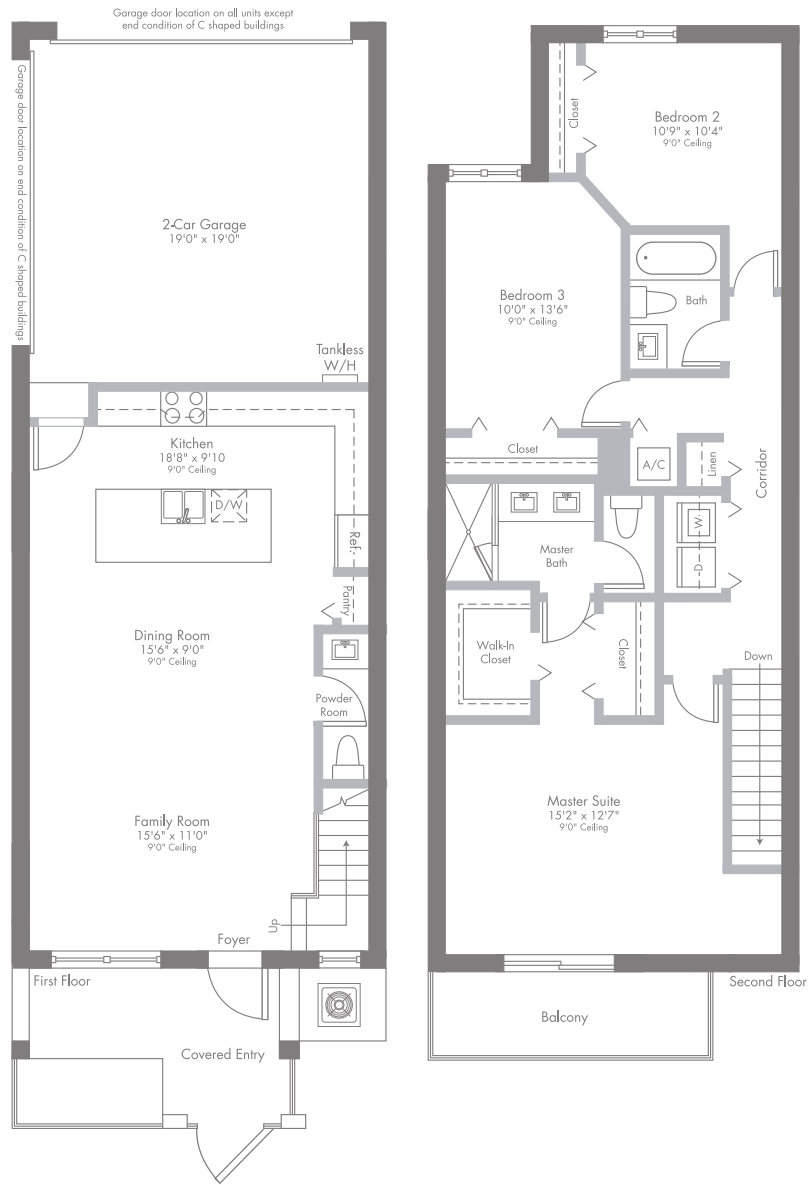 Garage door location on all units except
end condition of C shaped buildings
Garage door location on end condition of C shaped buildings
2-Car Garage
19'0" x 19'0"
Tankless
W/H
Kitchen
18'8" x 9'10
9'0" Ceiling
D/W
Ref.
Pantry
Dining Room
15'6" x 9'0"
9'0" Ceiling
Powder
Room
Family Room
15'6" x 11'0"
9'0" Ceiling
Up
Foyer
First Floor
Covered Entry
Closet
Bedroom 2
10'9" x 10'4"
9'0" Ceiling
Bedroom 3
10'0" x 13'6"
9'0" Ceiling
Bath
Closet
A/C
Linen
Corridor
W
D
Master
Bath
Walk-In
Closet
Closet
Down
Master Suite
15'2" x 12'7"
9'0" Ceiling
Second Floor
Balcony